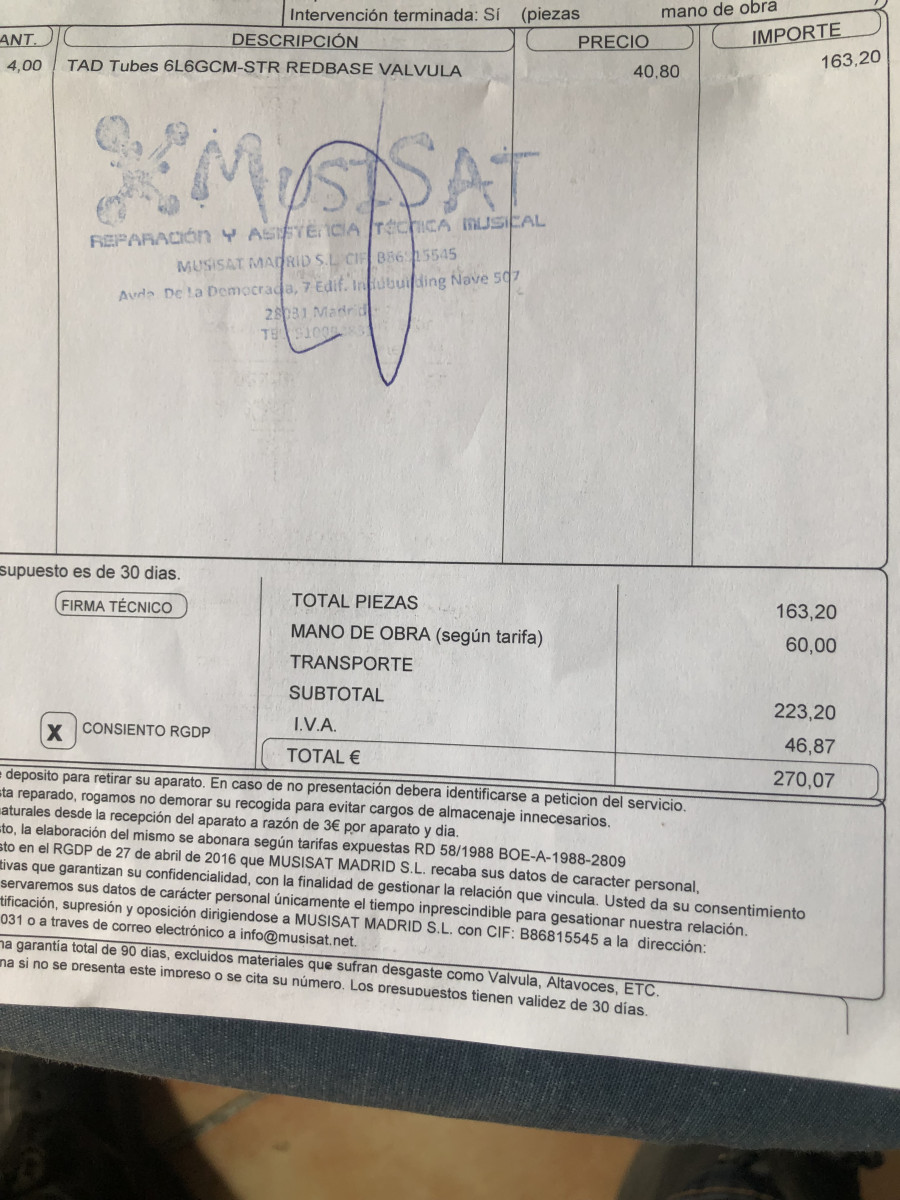 Intervención terminada: Sí (piezas mano de obra
ANT. DESCRIPCIÓN PRECIO IMPORTE
4,00 TAD Tubes 6L6GCM-STR REDBASE VALVULA 40,80 163,20
MUSISAT
REPARACIÓN Y ASISTENCIA TÉCNICA MUSICAL
MUSISAT MADRID S.L. CIF B86815545
Avda. De La Democracia, 7 Edif. Indubuilding Nave 507
28031 Madrid
supuesto es de 30 dias.
FIRMA TÉCNICO
TOTAL PIEZAS 163,20
MANO DE OBRA (según tarifa) 60,00
TRANSPORTE
SUBTOTAL 223,20
X CONSIENTO RGDP
I.V.A. 46,87
TOTAL € 270,07
e deposito para retirar su aparato. En caso de no presentación debera identificarse a peticion del servicio.
sta reparado, rogamos no demorar su recogida para evitar cargos de almacenaje innecesarios.
aturales desde la recepción del aparato a razón de 3€ por aparato y dia.
sto, la elaboración del mismo se abonara según tarifas expuestas RD 58/1988 BOE-A-1988-2809
sto en el RGDP de 27 de abril de 2016 que MUSISAT MADRID S.L. recaba sus datos de caracter personal,
tivas que garantizan su confidencialidad, con la finalidad de gestionar la relación que vincula. Usted da su consentimiento
servaremos sus datos de carácter personal únicamente el tiempo inprescindible para gesationar nuestra relación.
tificación, supresión y oposición dirigiendose a MUSISAT MADRID S.L. con CIF: B86815545 a la dirección:
031 o a traves de correo electrónico a info@musisat.net.
na garantia total de 90 dias, excluidos materiales que sufran desgaste como Valvula, Altavoces, ETC.
na si no se presenta este impreso o se cita su número. Los presupuestos tienen validez de 30 días.